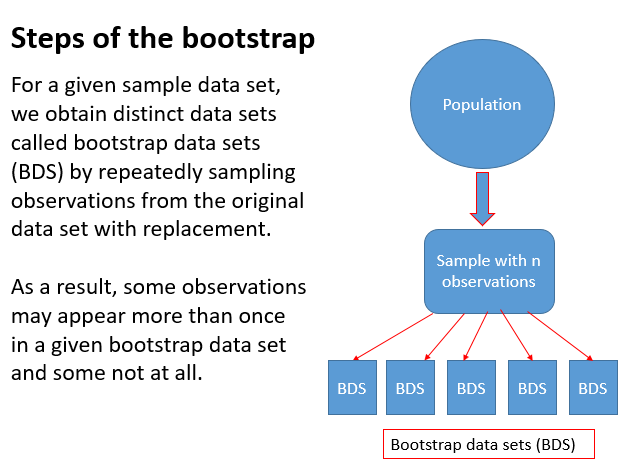 Steps of the bootstrap
For a given sample data set,
we obtain distinct data sets
called bootstrap data sets
(BDS) by repeatedly sampling
observations from the original
data set with replacement.
As a result, some observations
may appear more than once
in a given bootstrap data set
and some not at all.
Population
Sample with n
observations
BDS
BDS
BDS
BDS
BDS
Bootstrap data sets (BDS)